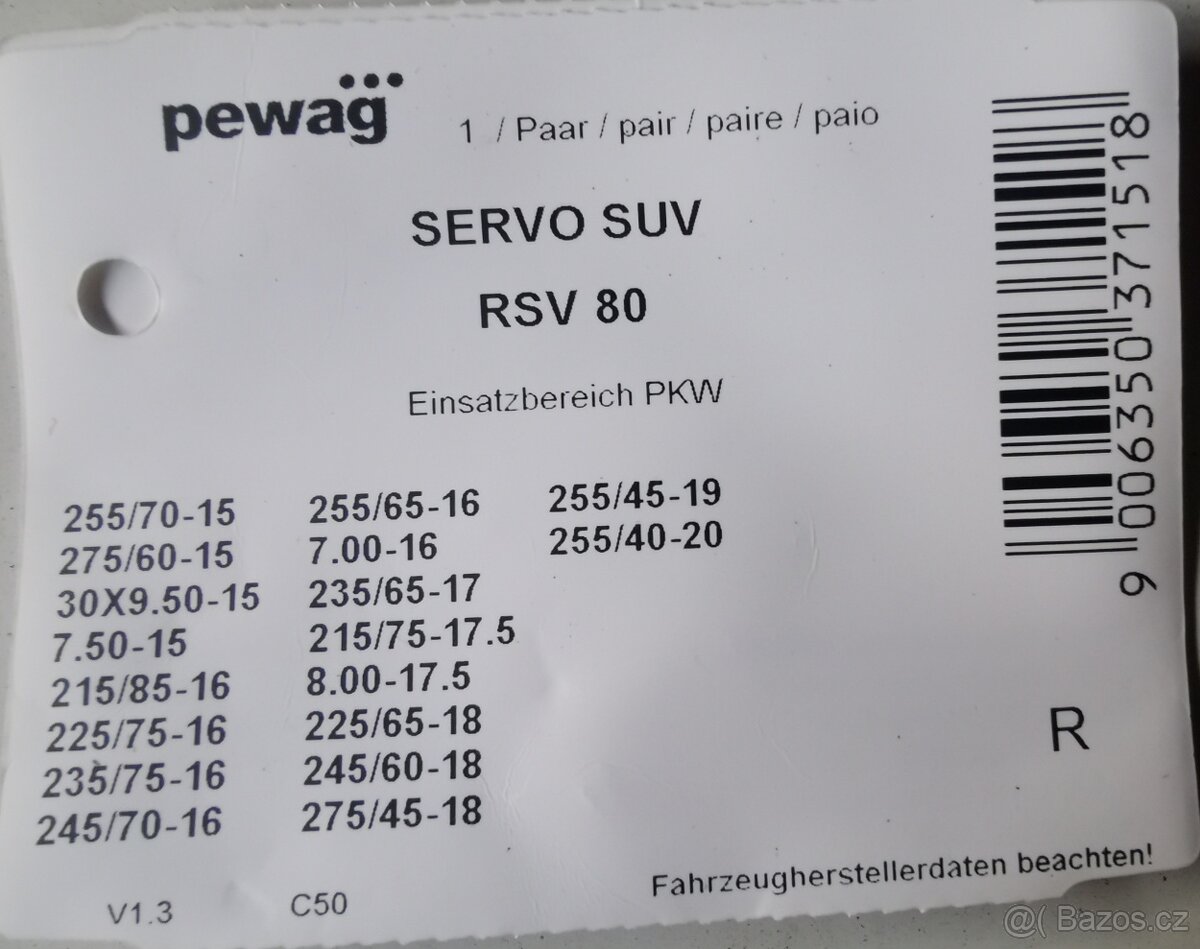 pewag
1 / Paar / pair / paire / paio
SERVO SUV
RSV 80
Einsatzbereich PKW
255/70-15
275/60-15
30X9.50-15
7.50-15
215/85-16
225/75-16
235/75-16
245/70-16
255/65-16
7.00-16
235/65-17
215/75-17.5
8.00-17.5
225/65-18
245/60-18
275/45-18
255/45-19
255/40-20
9 006350 371518
R
Fahrzeugherstellerdaten beachten!
V1.3
C50
@( Bazos.cz